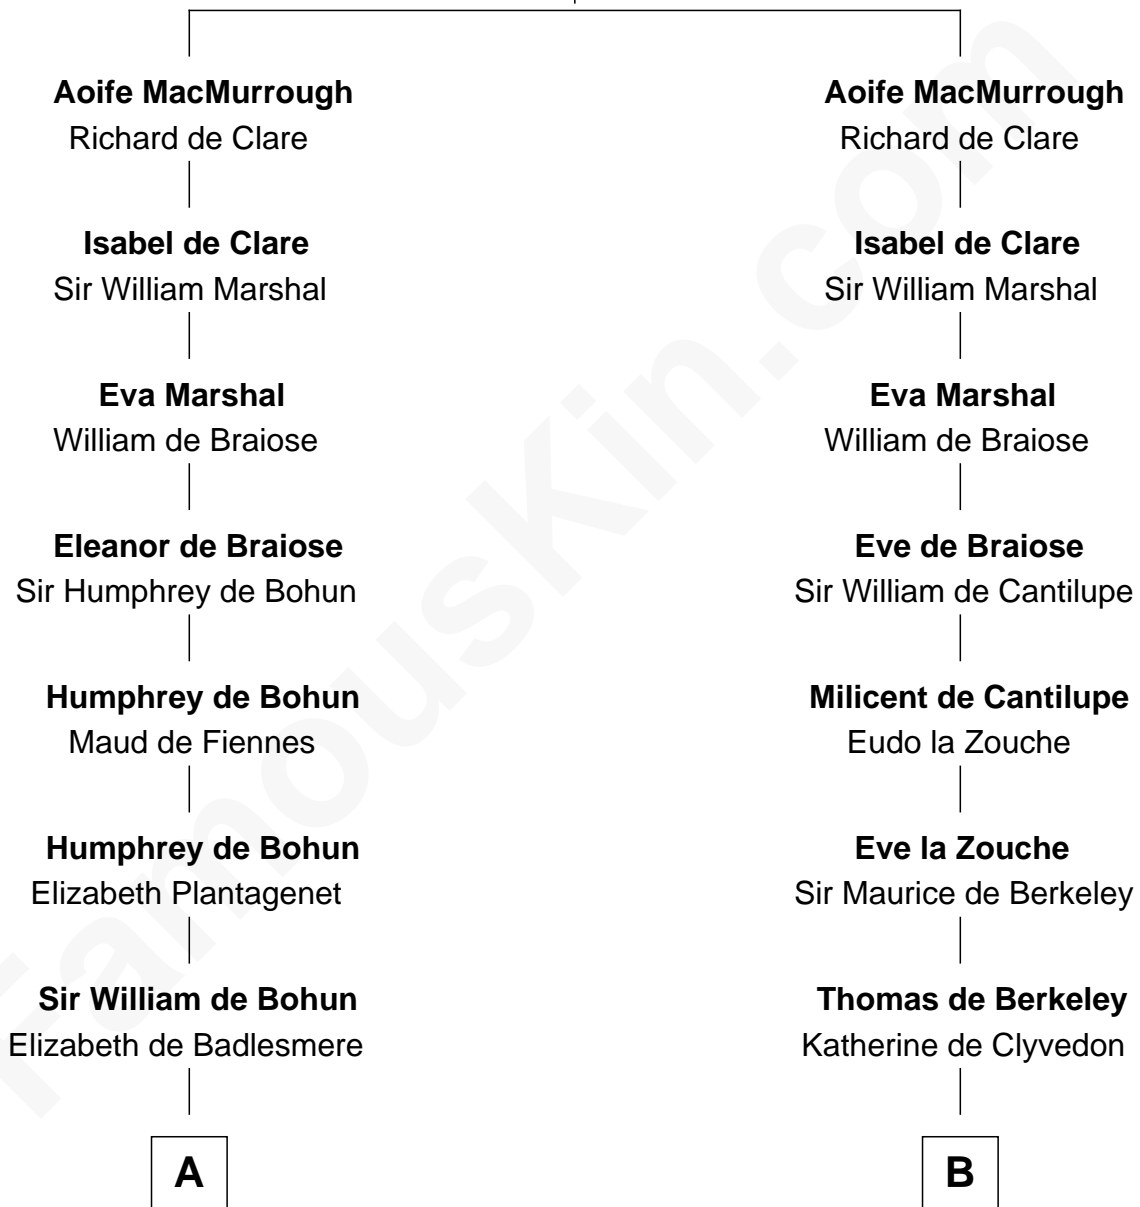 Aoife MacMurrough
Richard de Clare
Isabel de Clare
Sir William Marshal
Eva Marshal
William de Braiose
Eleanor de Braiose
Sir Humphrey de Bohun
Humphrey de Bohun
Maud de Fiennes
Humphrey de Bohun
Elizabeth Plantagenet
Sir William de Bohun
Elizabeth de Badlesmere
A
Aoife MacMurrough
Richard de Clare
Isabel de Clare
Sir William Marshal
Eva Marshal
William de Braiose
Eve de Braiose
Sir William de Cantilupe
Milicent de Cantilupe
Eudo la Zouche
Eve la Zouche
Sir Maurice de Berkeley
Thomas de Berkeley
Katherine de Clyvedon
B
FamousKin.com